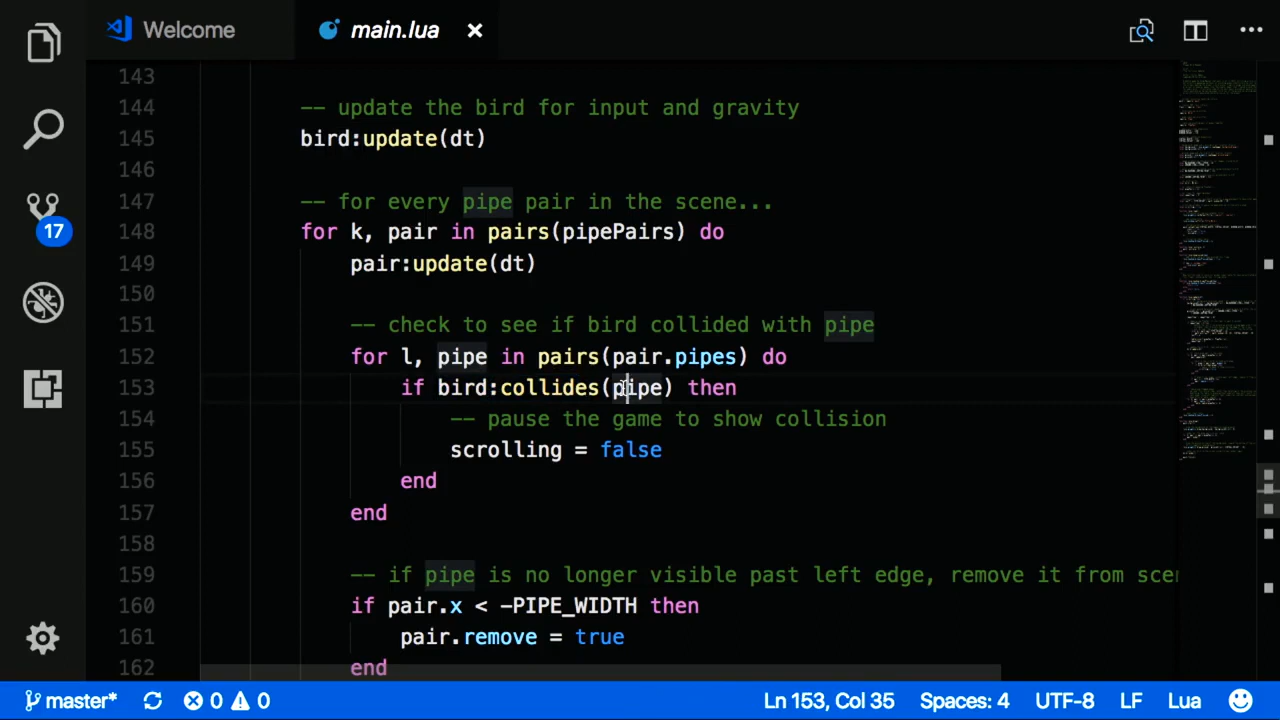 Welcome
main.lua
143
144 -- update the bird for input and gravity
145 bird:update(dt)
146
147 -- for every pipe pair in the scene...
148 for k, pair in pairs(pipePairs) do
149 pair:update(dt)
150
151 -- check to see if bird collided with pipe
152 for l, pipe in pairs(pair.pipes) do
153 if bird:collides(pipe) then
154 -- pause the game to show collision
155 scrolling = false
156 end
157 end
158
159 -- if pipe is no longer visible past left edge, remove it from scen
160 if pair.x < -PIPE_WIDTH then
161 pair.remove = true
162 end
17
master* 0 0 Ln 153, Col 35 Spaces: 4 UTF-8 LF Lua